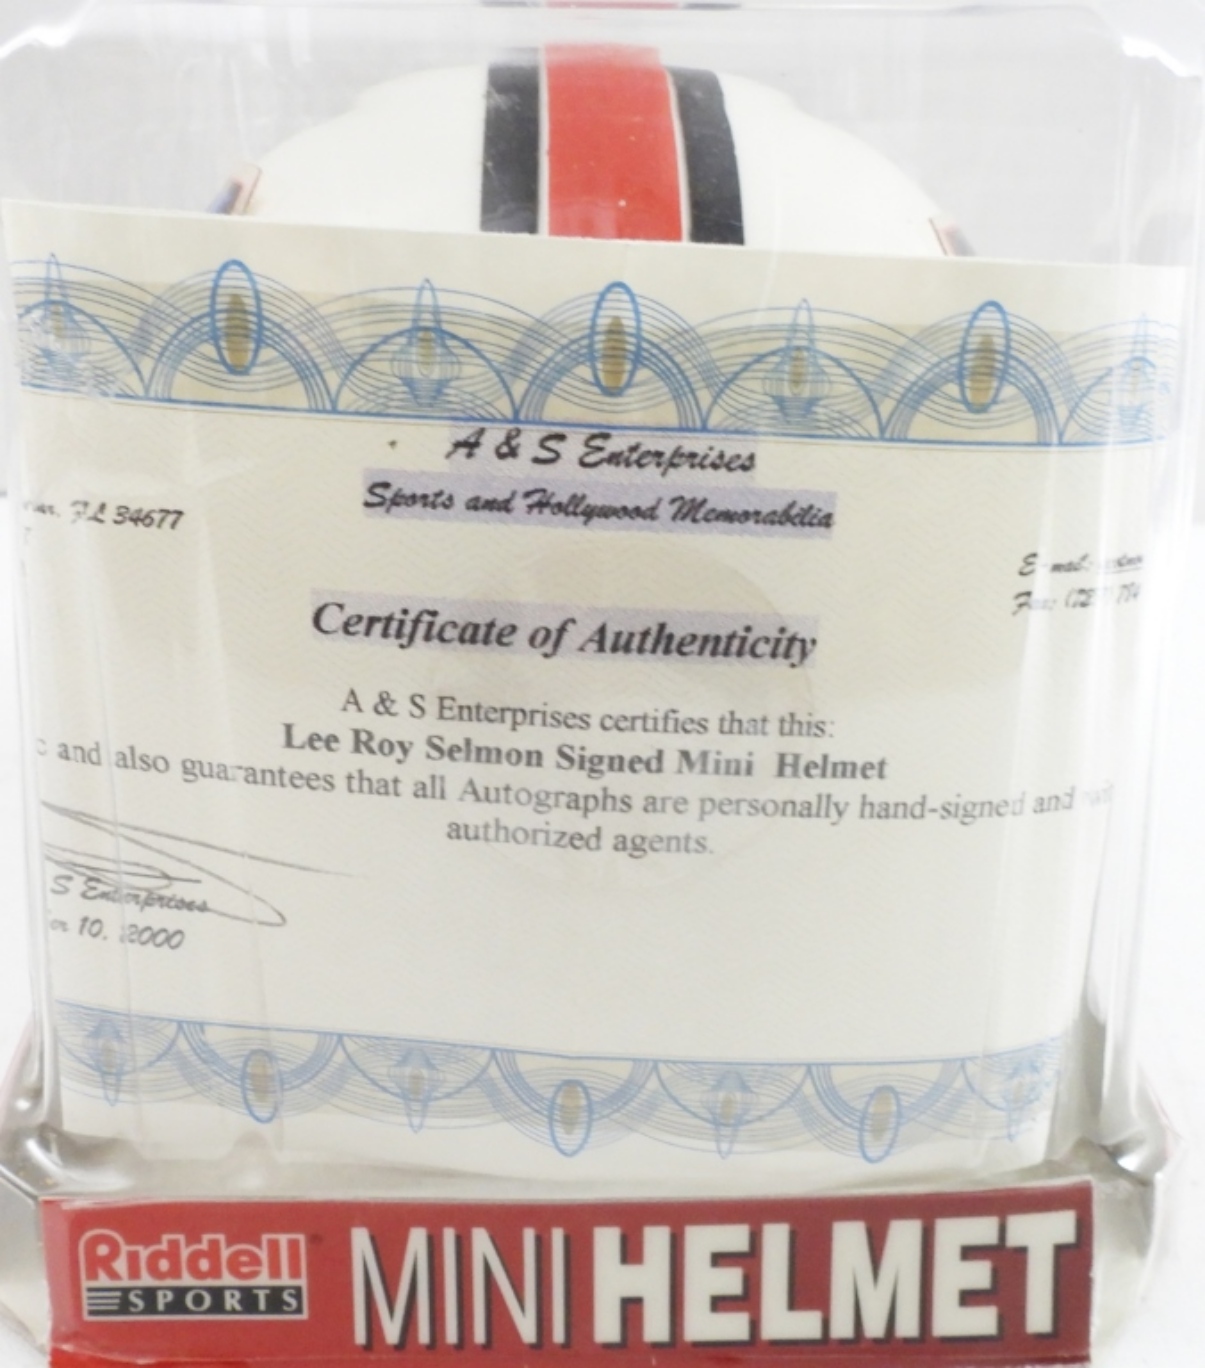 A & S Enterprises
Sports and Hollywood Memorabilia
FL 34677
E-mail:
Fax:
Certificate of Authenticity
A & S Enterprises certifies that this:
Lee Roy Selmon Signed Mini Helmet
and also guarantees that all Autographs are personally hand-signed and
authorized agents.
S Enterprises
10, 2000
Riddell
SPORTS
MINI HELMET